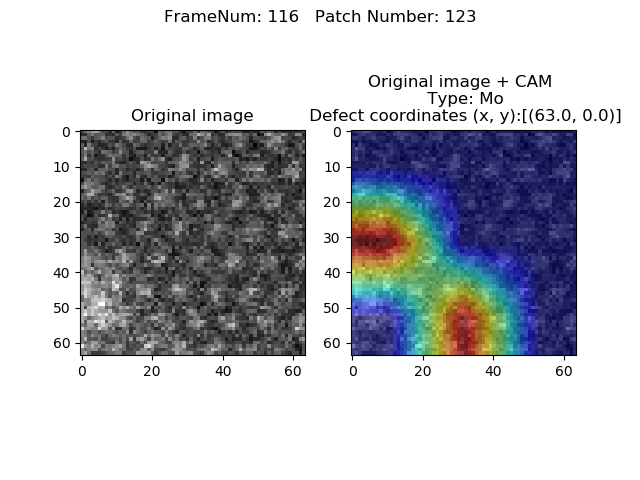 FrameNum: 116   Patch Number: 123
Original image
Original image + CAM
Type: Mo
Defect coordinates (x, y):[(63.0, 0.0)]
0
10
20
30
40
50
60
0 20 40 60
0
10
20
30
40
50
60
0 20 40 60